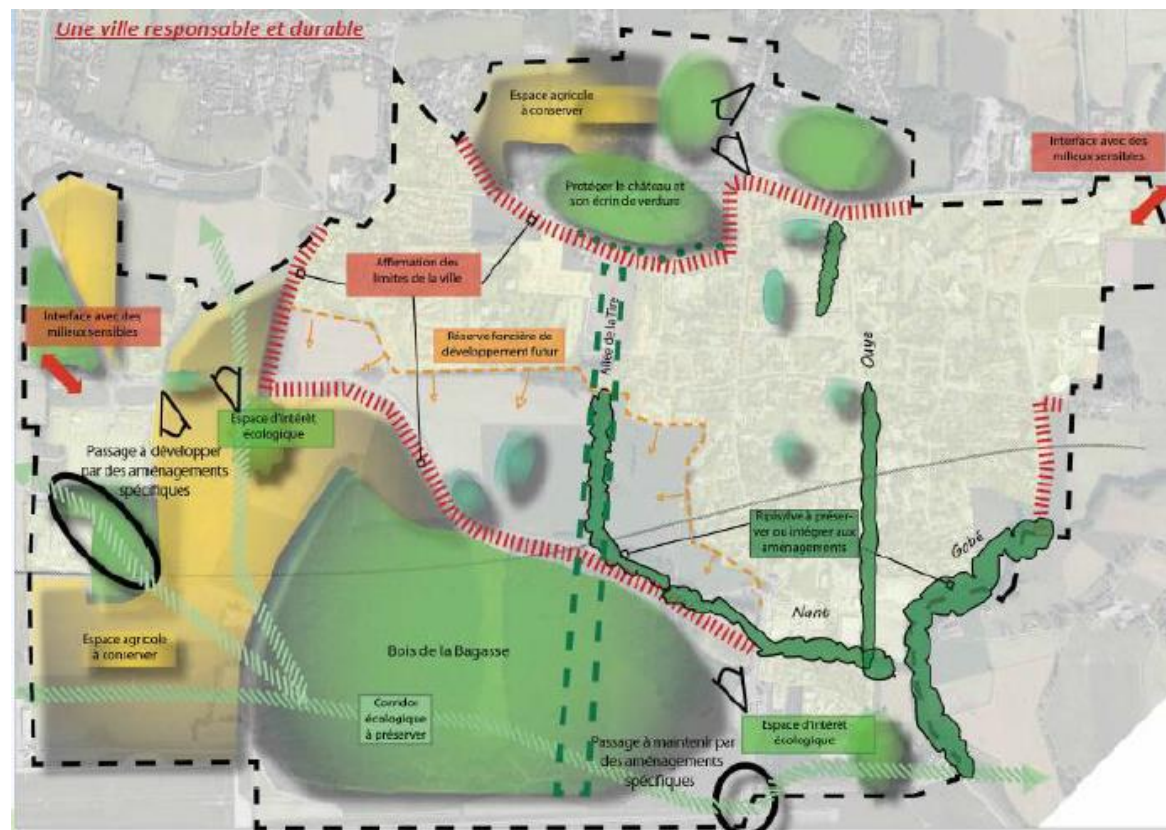 Une ville responsable et durable
Espace agricole
à conserver
Interface avec des
milieux sensibles
Protéger le château et
son écrin de verdure
Affirmation des
limites de la ville
Interface avec des
milieux sensibles
Réserve foncière de
développement futur
Allée de la Tire
Ouye
Espace d'intérêt
écologique
Passage à développer
par des aménagements
spécifiques
Ripisylve à préser-
ver ou intégrer aux
aménagements
Gobé
Nant
Espace agricole
à conserver
Bois de la Bagasse
Corridor
écologique
à préserver
Espace d'intérêt
écologique
Passage à maintenir par
des aménagements
spécifiques